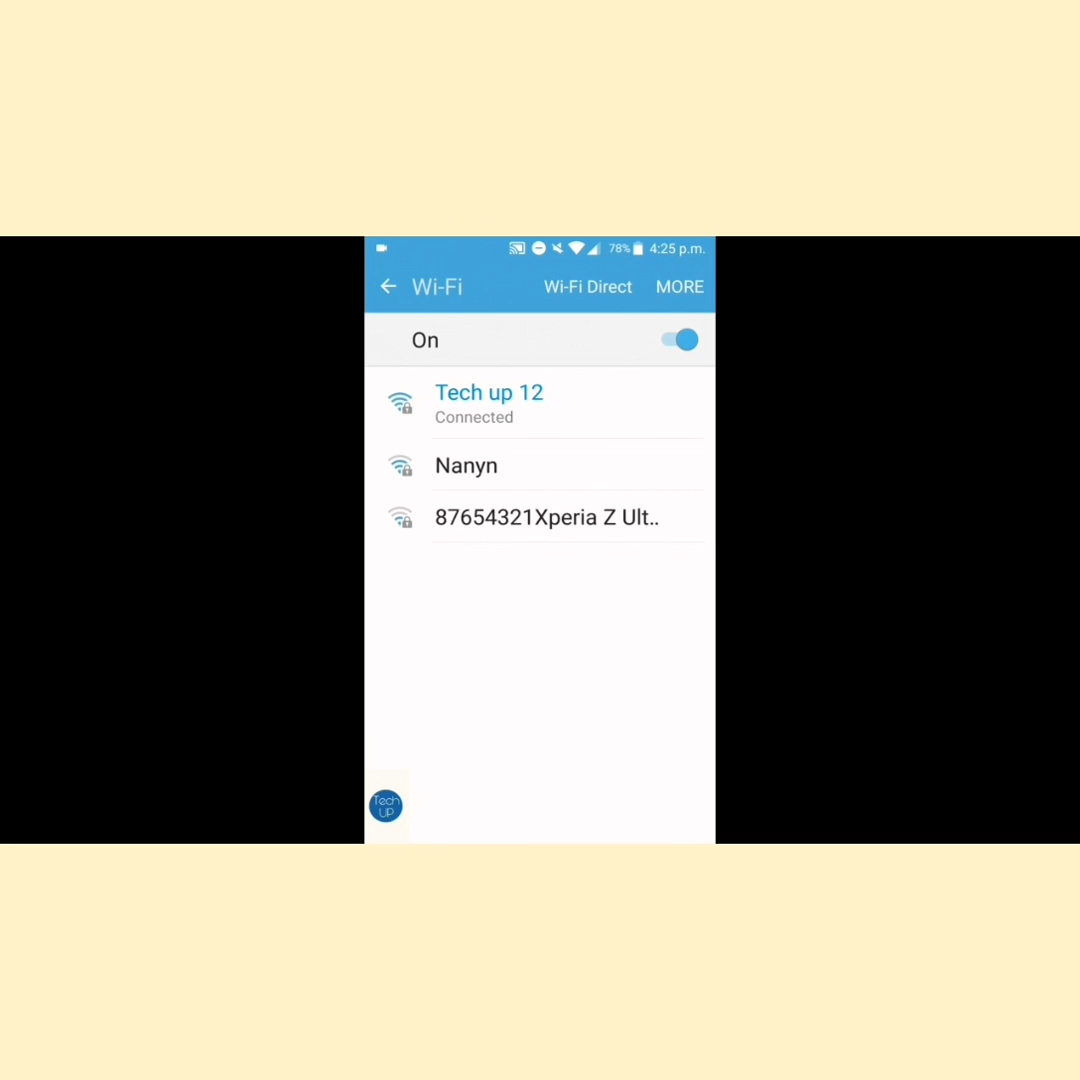 78% 4:25 p.m.
Wi-Fi Wi-Fi Direct MORE
On
Tech up 12
Connected
Nanyn
87654321Xperia Z Ult..
Tech
UP